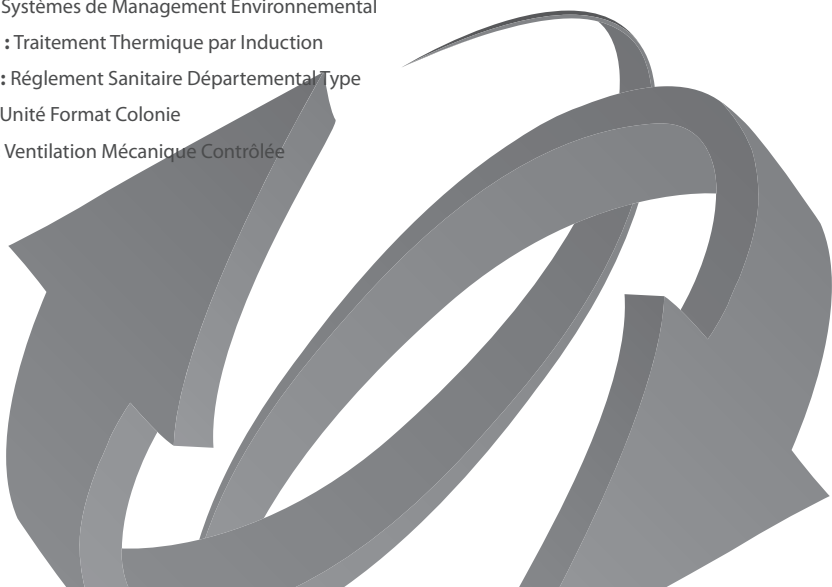 Systèmes de Management Environnemental
: Traitement Thermique par Induction
: Réglement Sanitaire Départemental Type
Unité Format Colonie
Ventilation Mécanique Contrôlée